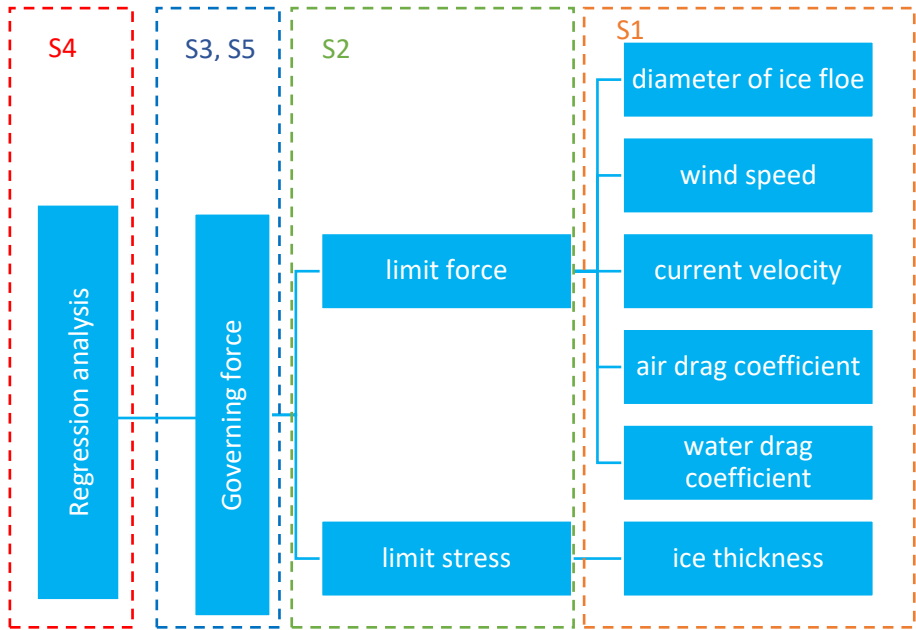 S4
S3, S5
S2
S1
Regression analysis
Governing force
limit force
limit stress
diameter of ice floe
wind speed
current velocity
air drag coefficient
water drag
coefficient
ice thickness